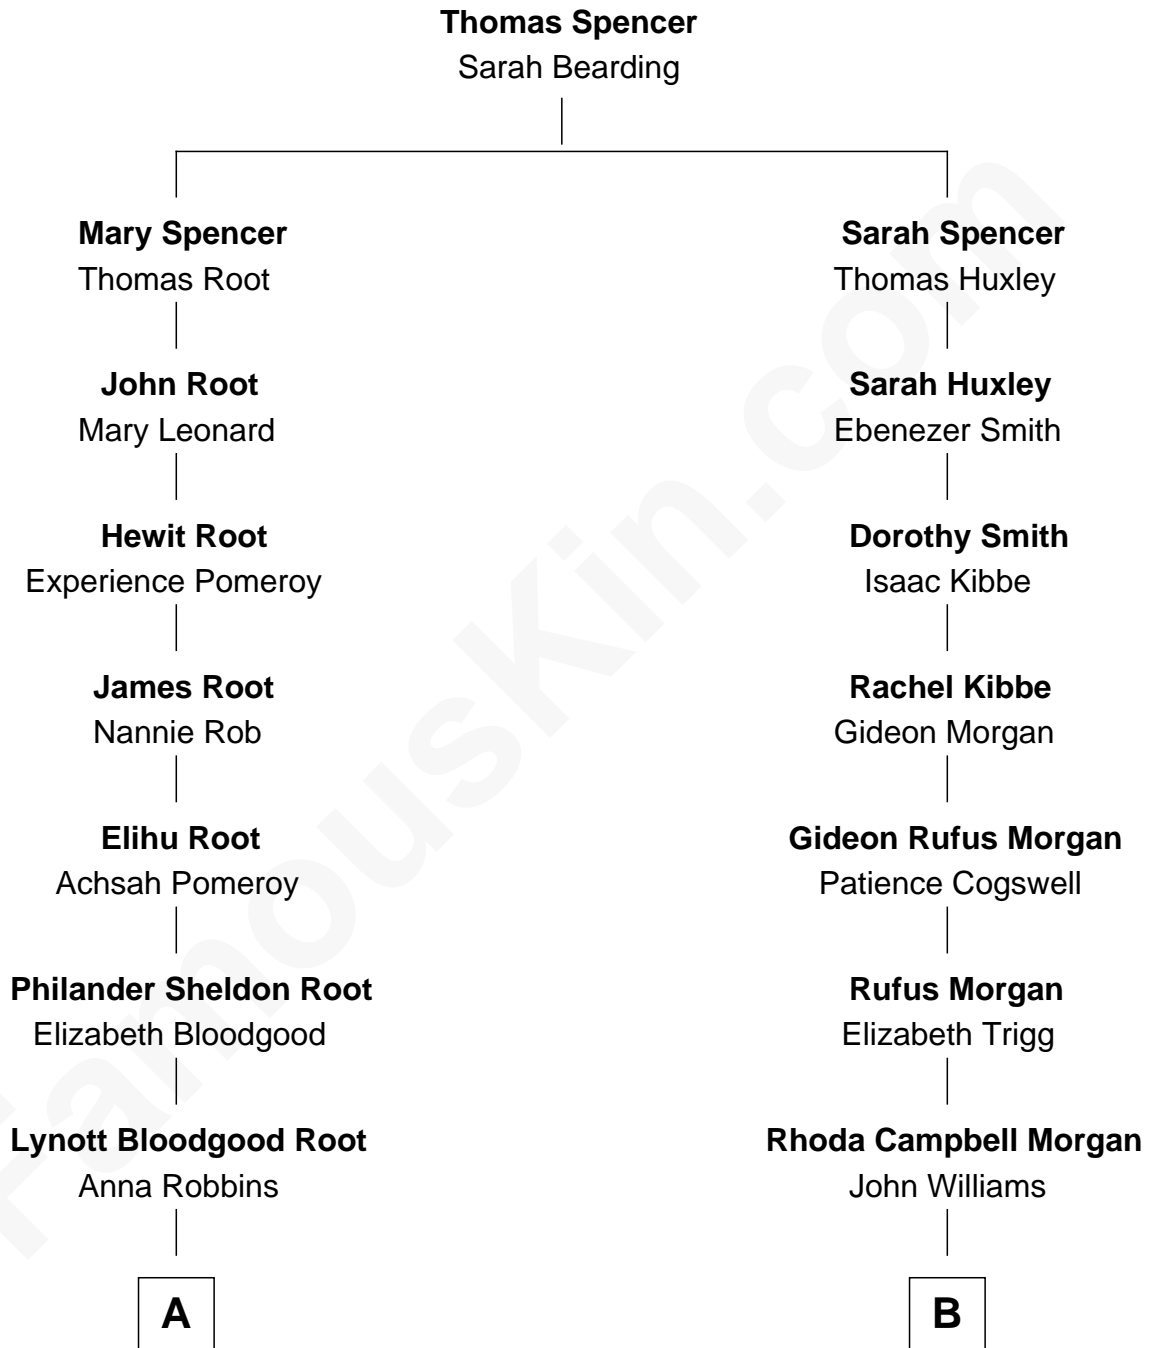 Thomas Spencer
Sarah Bearding
Mary Spencer
Thomas Root
Sarah Spencer
Thomas Huxley
John Root
Mary Leonard
Sarah Huxley
Ebenezer Smith
Hewit Root
Experience Pomeroy
Dorothy Smith
Isaac Kibbe
James Root
Nannie Rob
Rachel Kibbe
Gideon Morgan
Elihu Root
Achsah Pomeroy
Gideon Rufus Morgan
Patience Cogswell
Philander Sheldon Root
Elizabeth Bloodgood
Rufus Morgan
Elizabeth Trigg
Lynott Bloodgood Root
Anna Robbins
Rhoda Campbell Morgan
John Williams
A
B
FamousKin.com